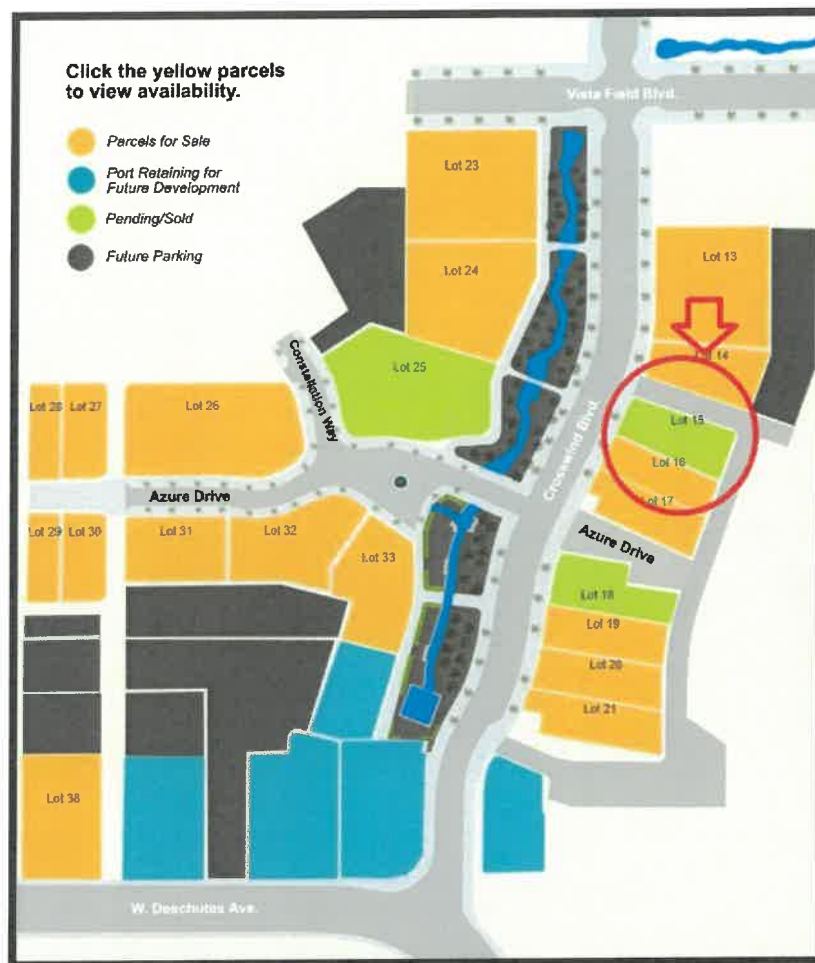 Click the yellow parcels
to view availability.
Parcels for Sale
Port Retaining for
Future Development
Pending/Sold
Future Parking
Vista Field Blvd.
Lot 23
Lot 13
Lot 24
Lot 14
Constellation Way
Lot 25
Lot 28
Lot 27
Lot 26
Lot 15
Crosswind Blvd.
Lot 16
Azure Drive
Lot 17
Lot 29
Lot 30
Lot 31
Lot 32
Lot 33
Azure Drive
Lot 18
Lot 19
Lot 20
Lot 21
Lot 38
W. Deschutes Ave.